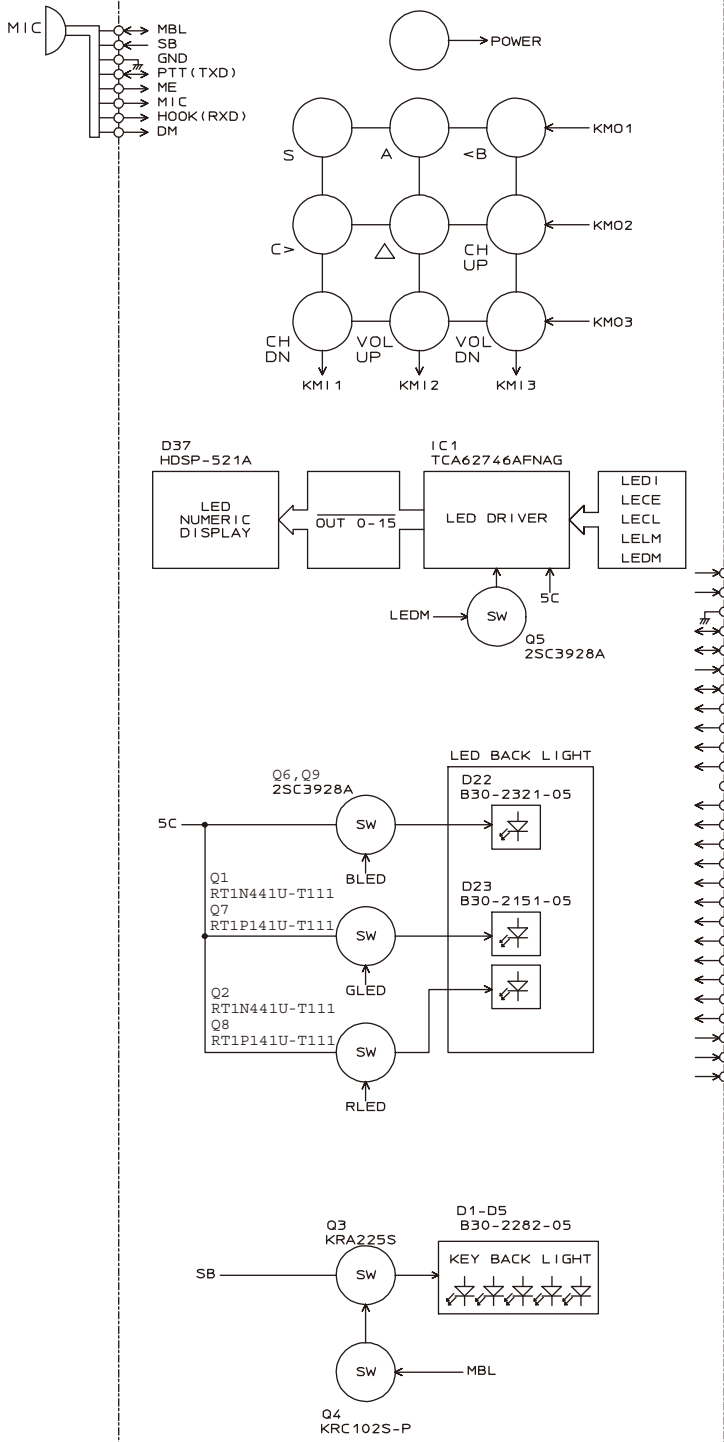 MIC
MBL
SB
GND
PTT(TXD)
ME
MIC
HOOK(RXD)
DM
POWER
S
A
<B
KMO1
C>
△
CH
UP
KMO2
CH
DN
VOL
UP
VOL
DN
KMO3
KMI1
KMI2
KMI3
D37
HDSP-521A
LED
NUMERIC
DISPLAY
OUT 0-15
IC1
TCA62746AFNAG
LED DRIVER
LEDI
LECE
LECL
LELM
LEDM
LEDM
SW
5C
Q5
2SC3928A
LED BACK LIGHT
Q6,Q9
2SC3928A
D22
B30-2321-05
5C
SW
BLED
Q1
RT1N441U-T111
Q7
RT1P141U-T111
D23
B30-2151-05
SW
GLED
Q2
RT1N441U-T111
Q8
RT1P141U-T111
SW
RLED
Q3
KRA225S
D1-D5
B30-2282-05
SB
SW
KEY BACK LIGHT
SW
MBL
Q4
KRC102S-P